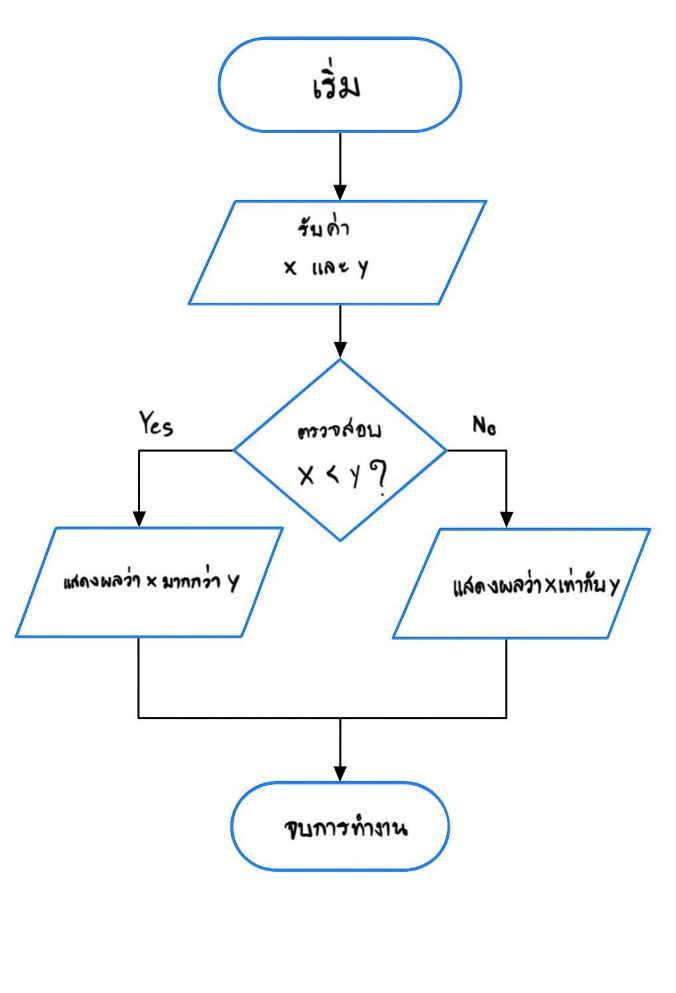 เริ่ม
รับค่า
x และ y
Yes
No
ตรวจสอบ
x < y ?
แสดงผลว่า x มากกว่า y
แสดงผลว่า x เท่ากับ y
จบการทำงาน